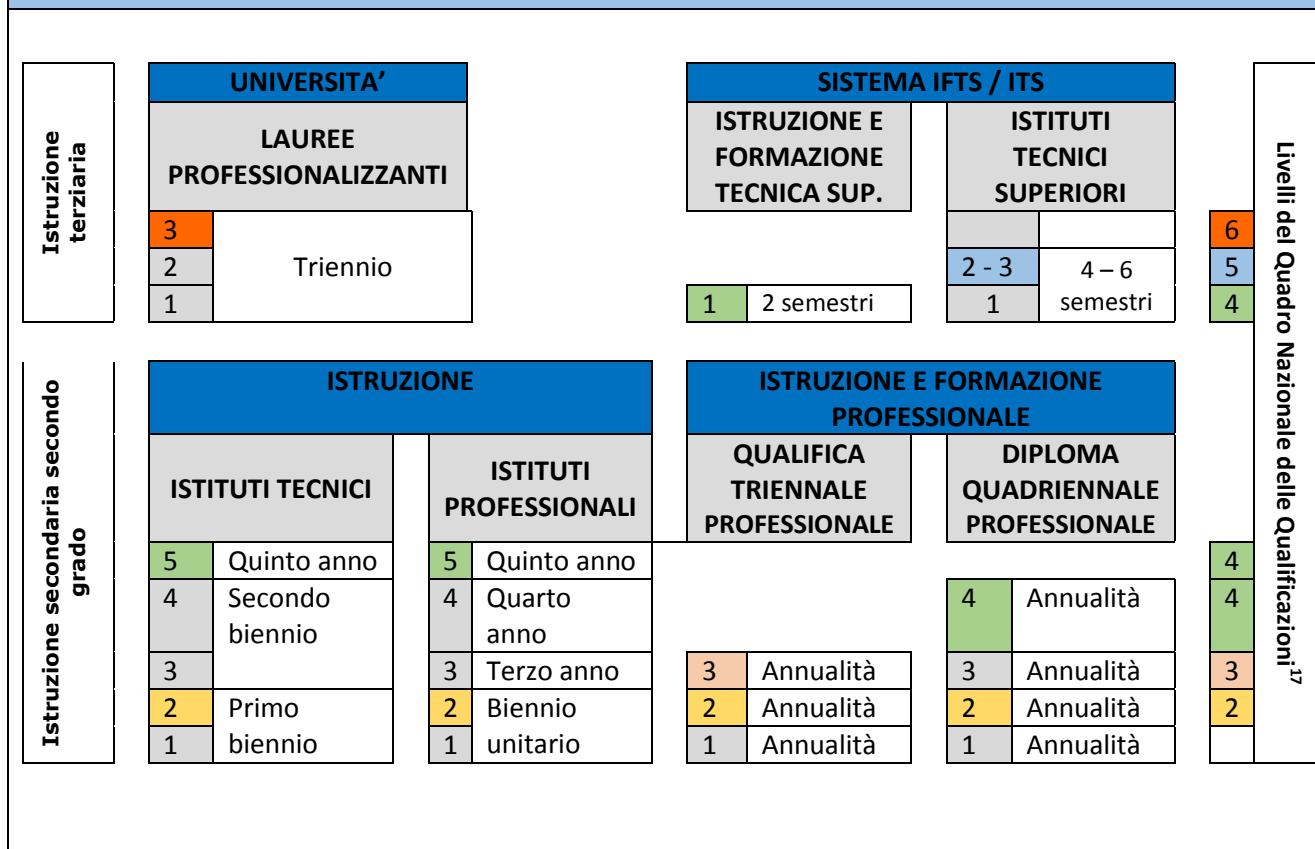 UNIVERSITA’
SISTEMA IFTS / ITS
Istruzione
terziaria
LAUREE
PROFESSIONALIZZANTI
ISTRUZIONE E
FORMAZIONE
TECNICA SUP.
ISTITUTI
TECNICI
SUPERIORI
3
6
2
Triennio
2 - 3
4 – 6
semestri
5
1
1
2 semestri
1
4
Livelli del Quadro Nazionale delle Qualificazioni17
Istruzione secondaria secondo
grado
ISTRUZIONE
ISTRUZIONE E FORMAZIONE
PROFESSIONALE
ISTITUTI TECNICI
ISTITUTI
PROFESSIONALI
QUALIFICA
TRIENNALE
PROFESSIONALE
DIPLOMA
QUADRIENNALE
PROFESSIONALE
5
Quinto anno
5
Quinto anno
4
4
Secondo
biennio
4
Quarto
anno
4
Annualità
4
3
3
Terzo anno
3
Annualità
3
Annualità
3
2
Primo
biennio
2
Biennio
unitario
2
Annualità
2
Annualità
2
1
1
1
Annualità
1
Annualità